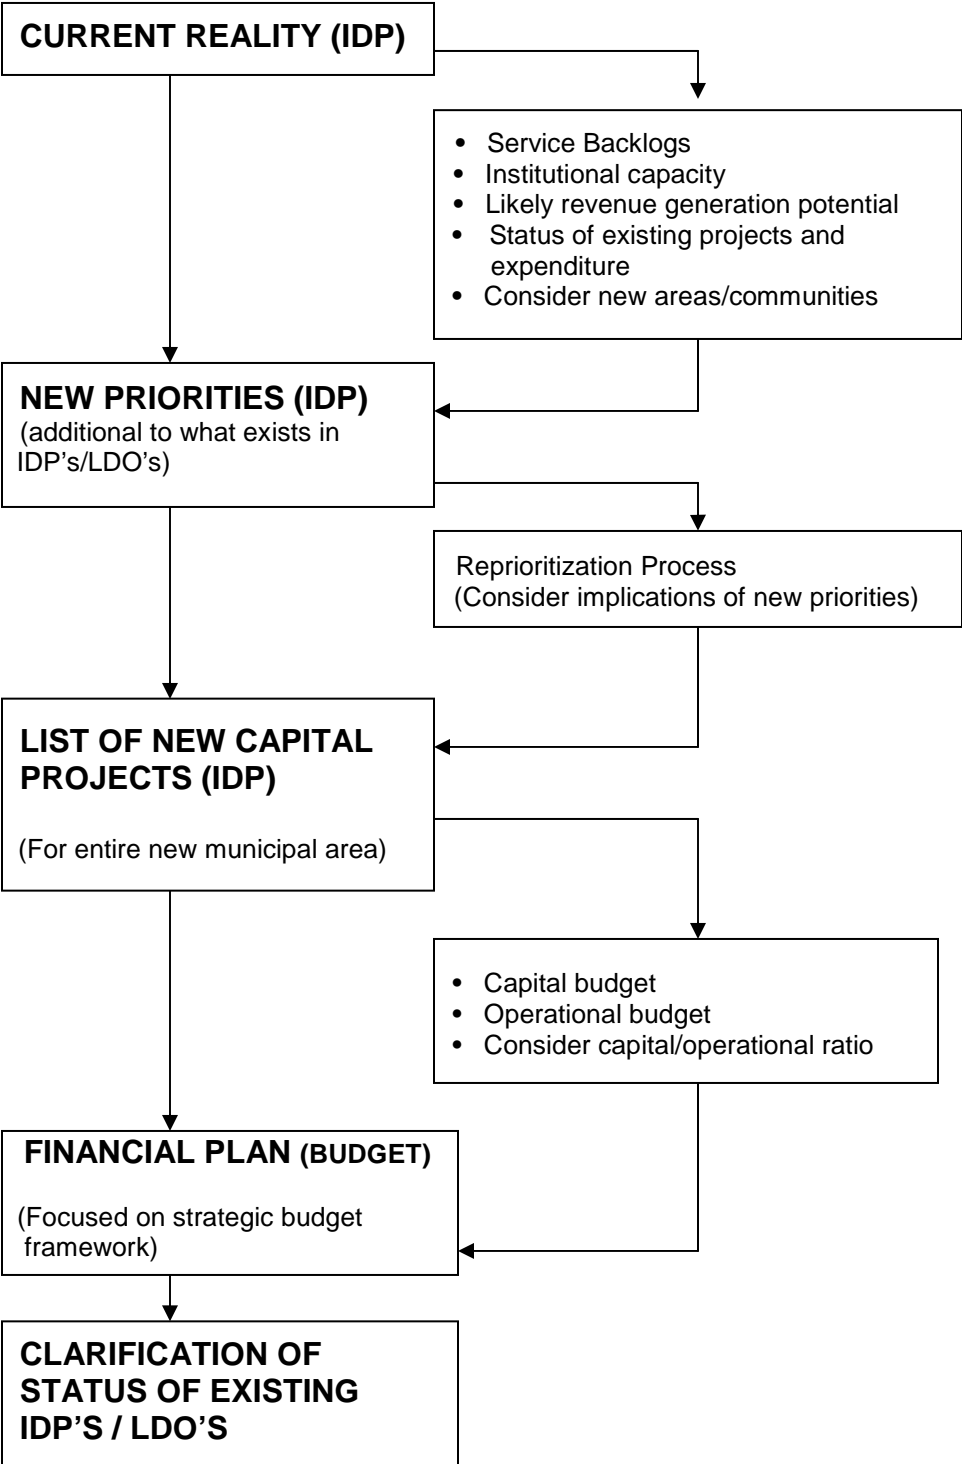 CURRENT REALITY (IDP)
• Service Backlogs
• Institutional capacity
• Likely revenue generation potential
• Status of existing projects and
expenditure
• Consider new areas/communities
NEW PRIORITIES (IDP)
(additional to what exists in
IDP's/LDO's)
Reprioritization Process
(Consider implications of new priorities)
LIST OF NEW CAPITAL
PROJECTS (IDP)
(For entire new municipal area)
• Capital budget
• Operational budget
• Consider capital/operational ratio
FINANCIAL PLAN (BUDGET)
(Focused on strategic budget
framework)
CLARIFICATION OF
STATUS OF EXISTING
IDP'S / LDO'S